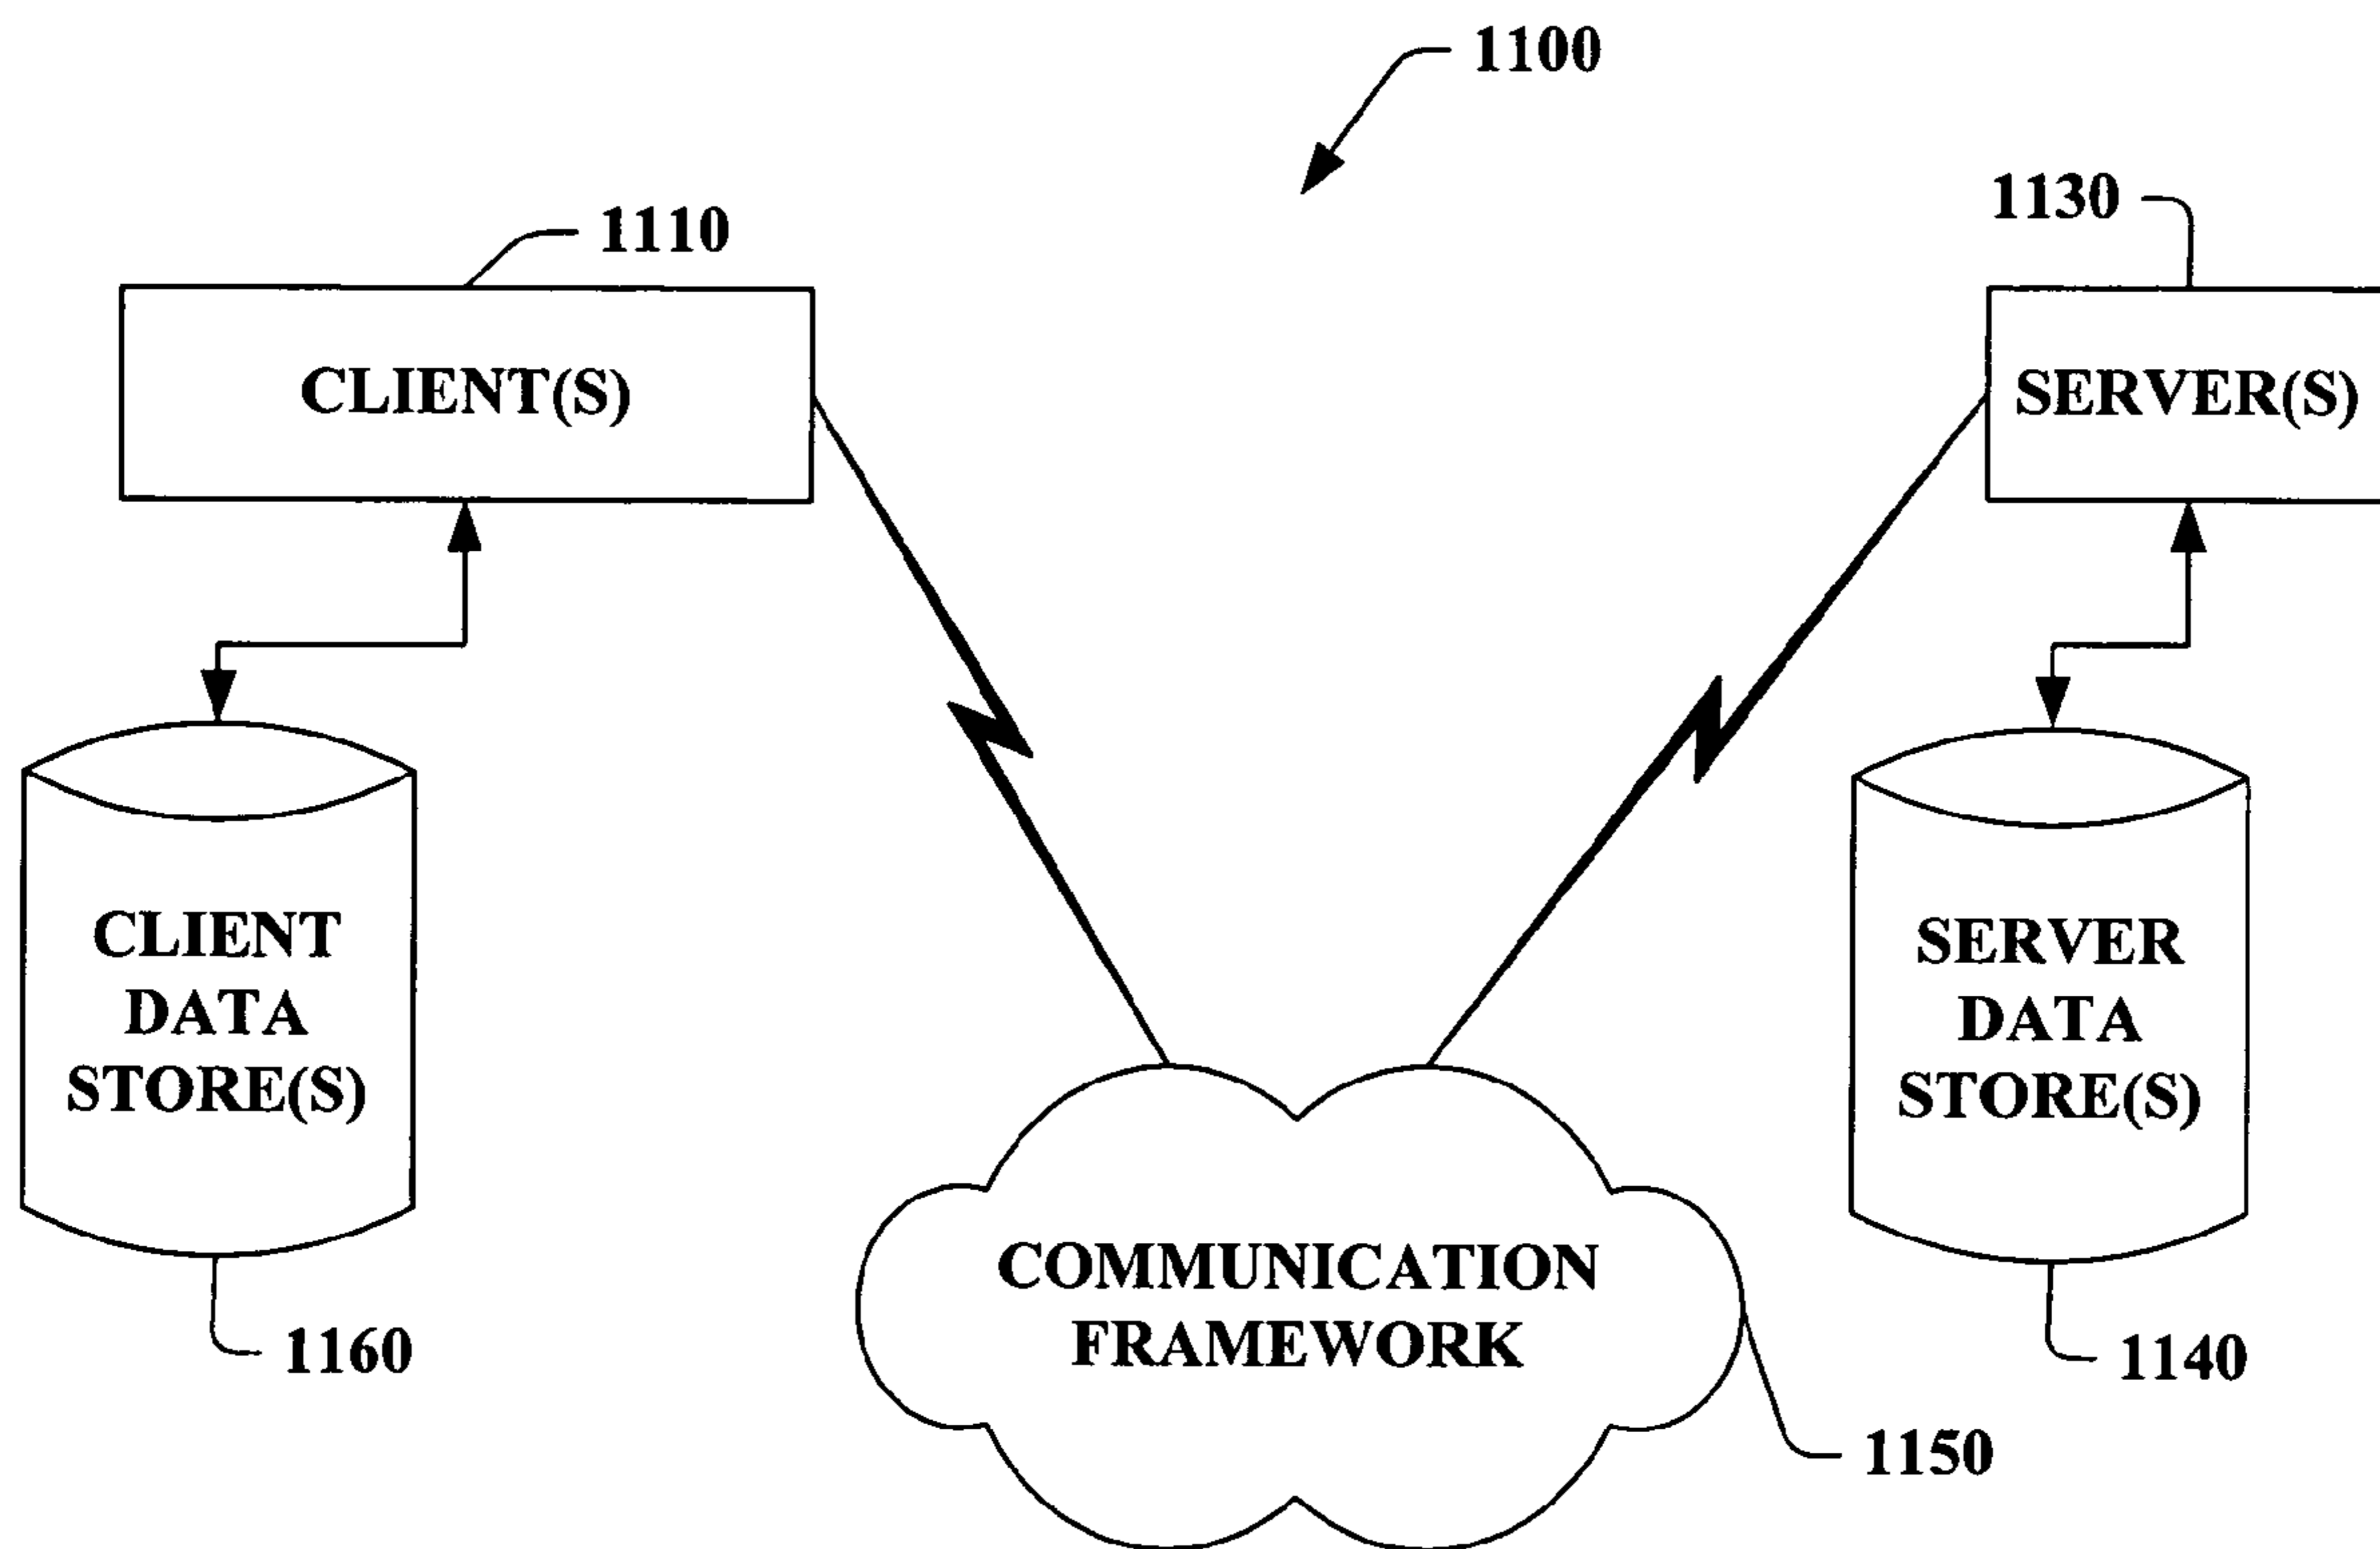 1100
1110
1130
CLIENT(S)
SERVER(S)
CLIENT
DATA
STORE(S)
SERVER
DATA
STORE(S)
COMMUNICATION
FRAMEWORK
1160
1140
1150